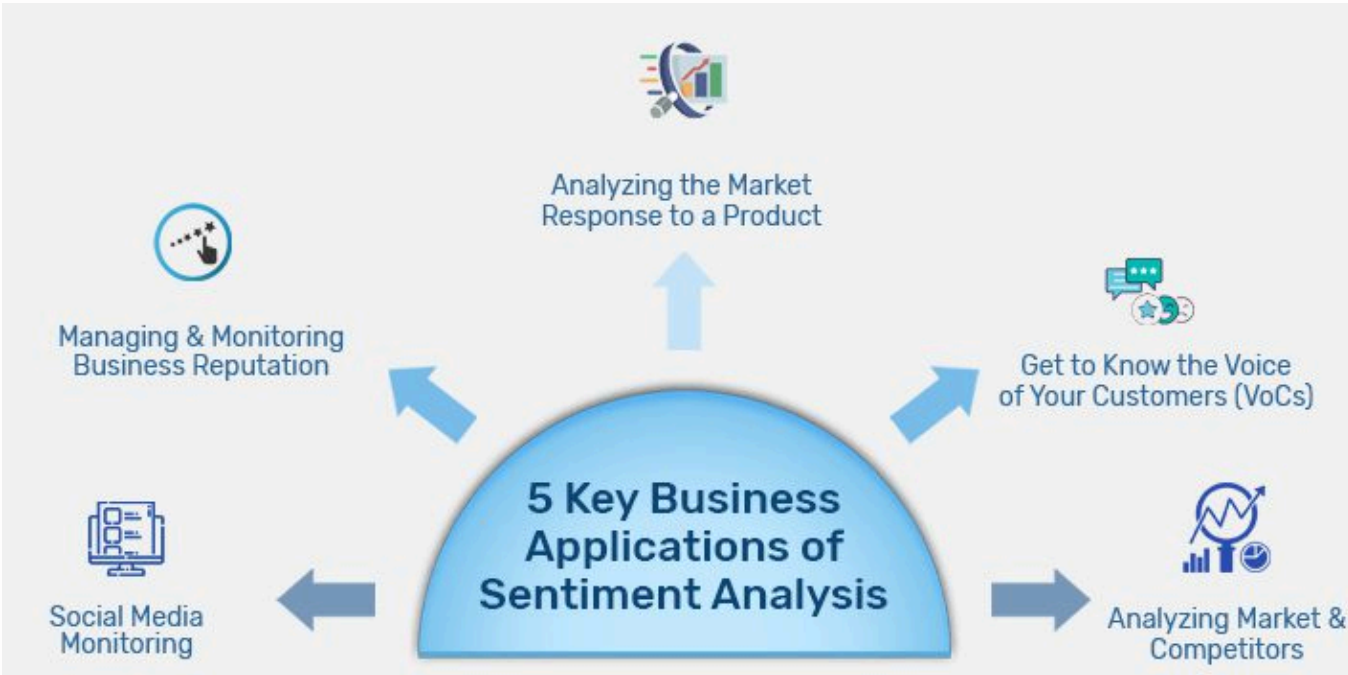 Analyzing the Market
Response to a Product
Managing & Monitoring
Business Reputation
Get to Know the Voice
of Your Customers (VoCs)
5 Key Business
Applications of
Sentiment Analysis
Social Media
Monitoring
Analyzing Market &
Competitors